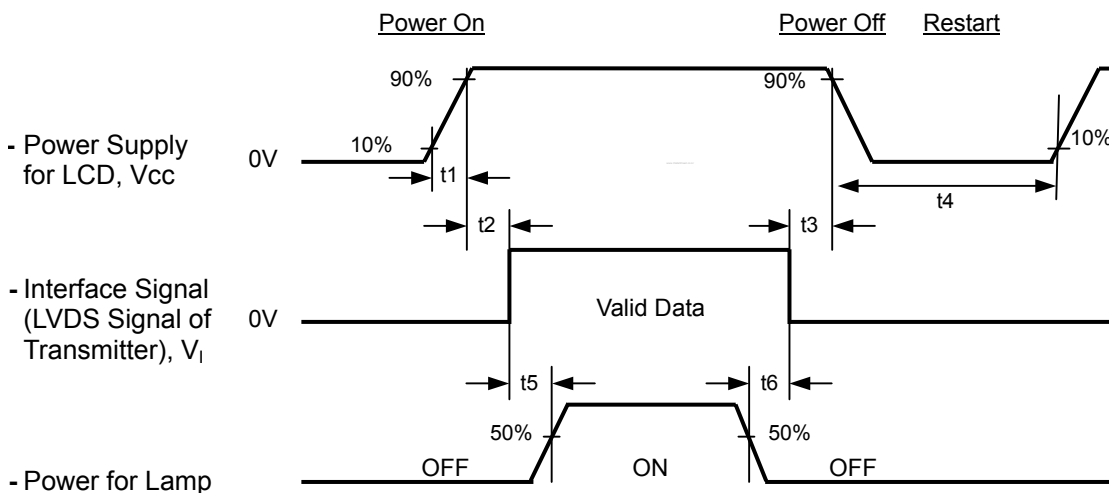 Power On
Power Off
Restart
90%
90%
10%
10%
- Power Supply
for LCD, Vcc
0V
t1
t4
t2
t3
- Interface Signal
(LVDS Signal of
Transmitter), VI
0V
Valid Data
t5
t6
50%
50%
OFF
ON
OFF
- Power for Lamp